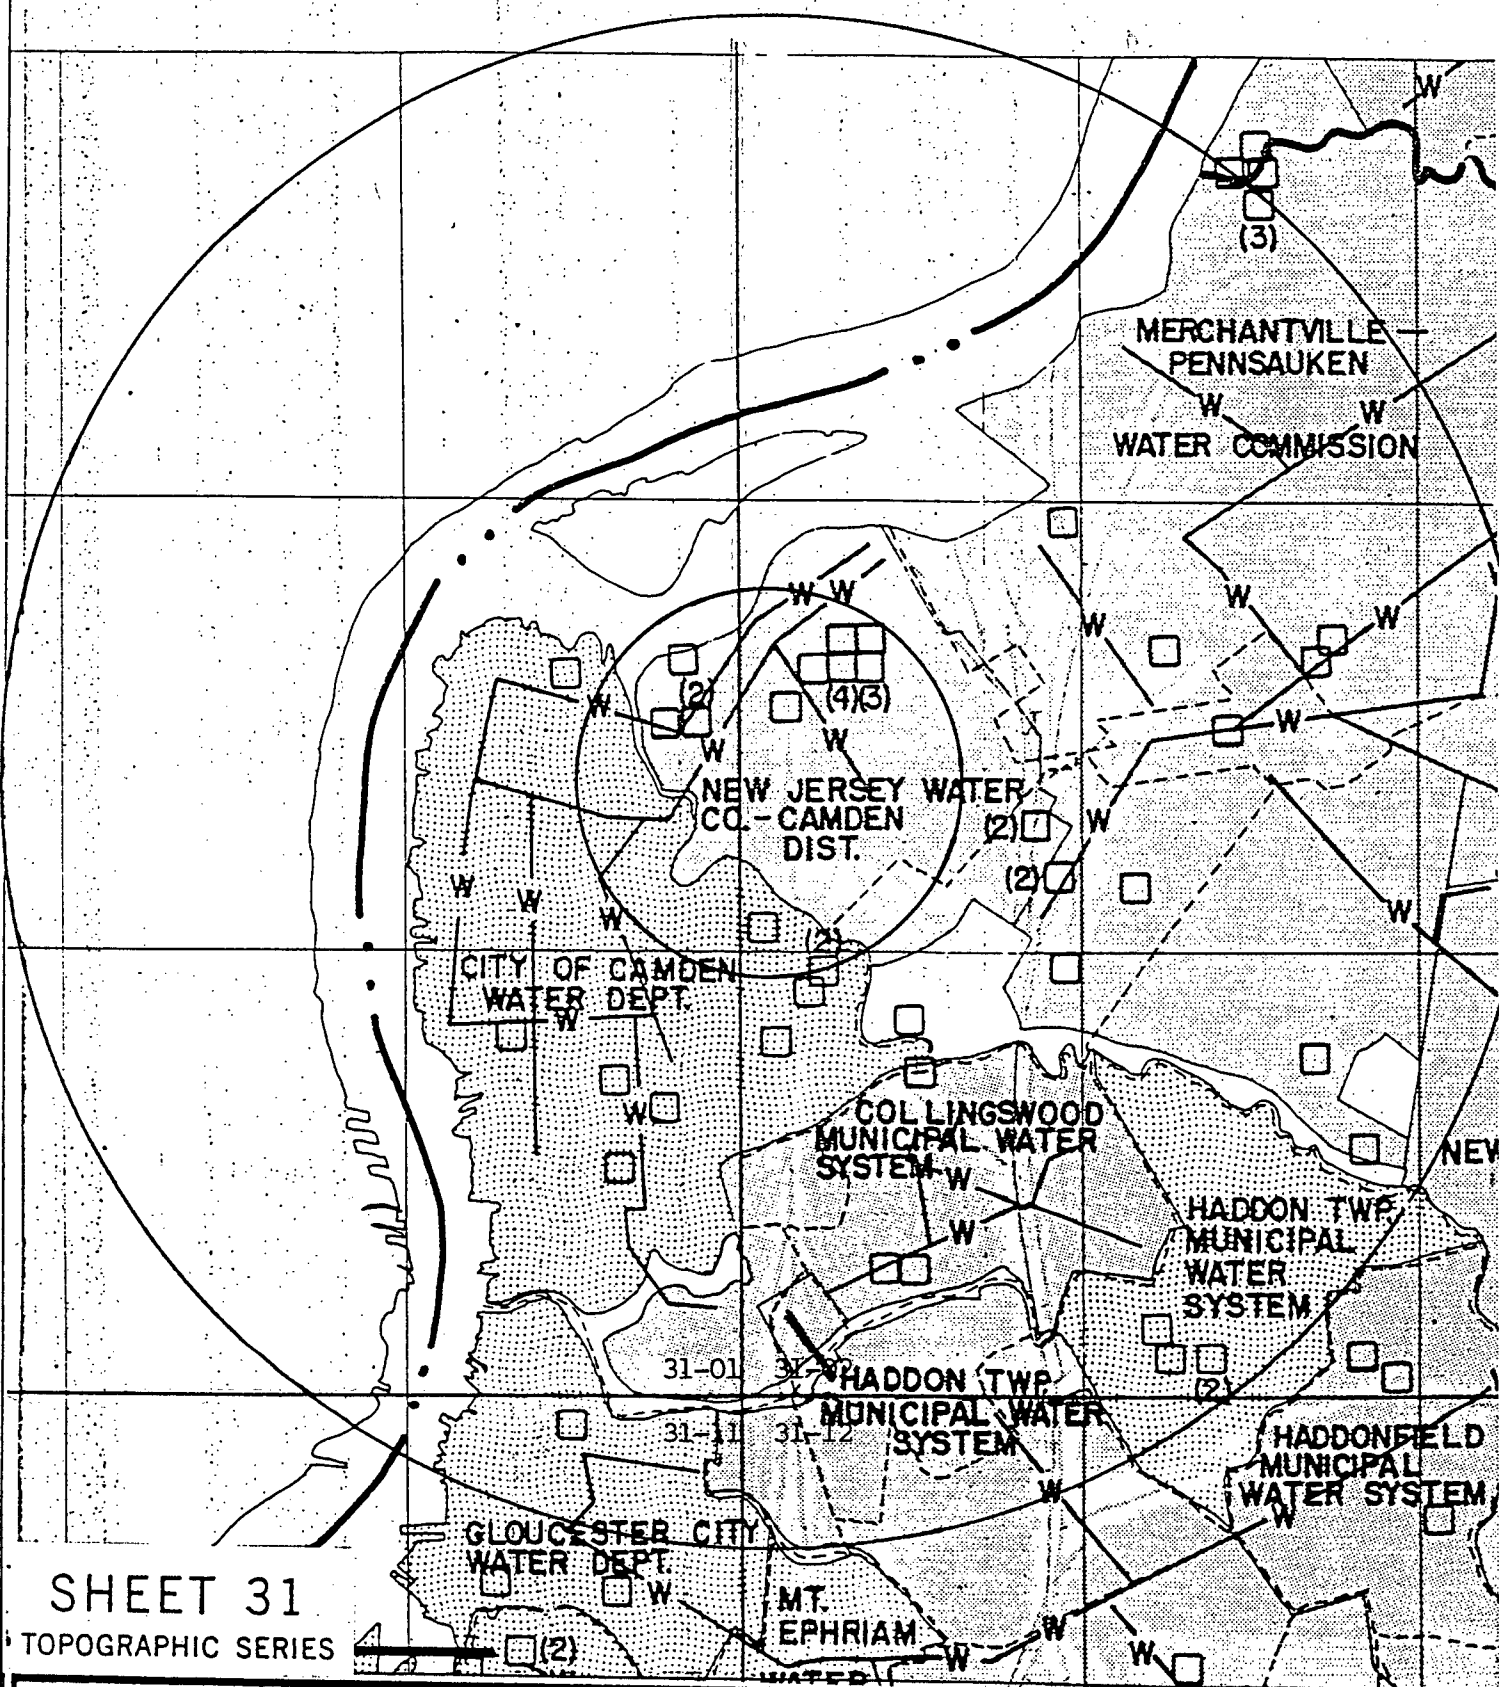 W
(3)
MERCHANTVILLE
PENNSAUKEN
W W
WATER COMMISSION
W W
W
W
W
(2)
(4)(3)
W
W
W
W
NEW JERSEY WATER
CO.-CAMDEN
DIST.
(2)
W
(2)
W
W
W
W
(2)
CITY OF CAMDEN
WATER DEPT.
W
W
COLLINGSWOOD
MUNICIPAL WATER
SYSTEM
W
NEW
W
HADDON TWP.
MUNICIPAL
WATER
SYSTEM
31-01
HADDON TWP.
MUNICIPAL WATER
SYSTEM
(2)
31-11 31-12
HADDONFIELD
MUNICIPAL
WATER SYSTEM
W
W
GLOUCESTER CITY
WATER DEPT.
W
MT.
EPHRIAM
WATER
W
W
W
(2)
SHEET 31
TOPOGRAPHIC SERIES